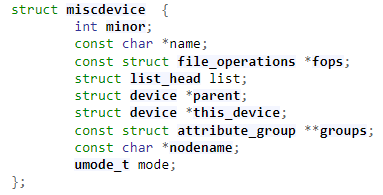 struct miscdevice  {
        int minor;
        const char *name;
        const struct file_operations *fops;
        struct list_head list;
        struct device *parent;
        struct device *this_device;
        const struct attribute_group **groups;
        const char *nodename;
        umode_t mode;
};